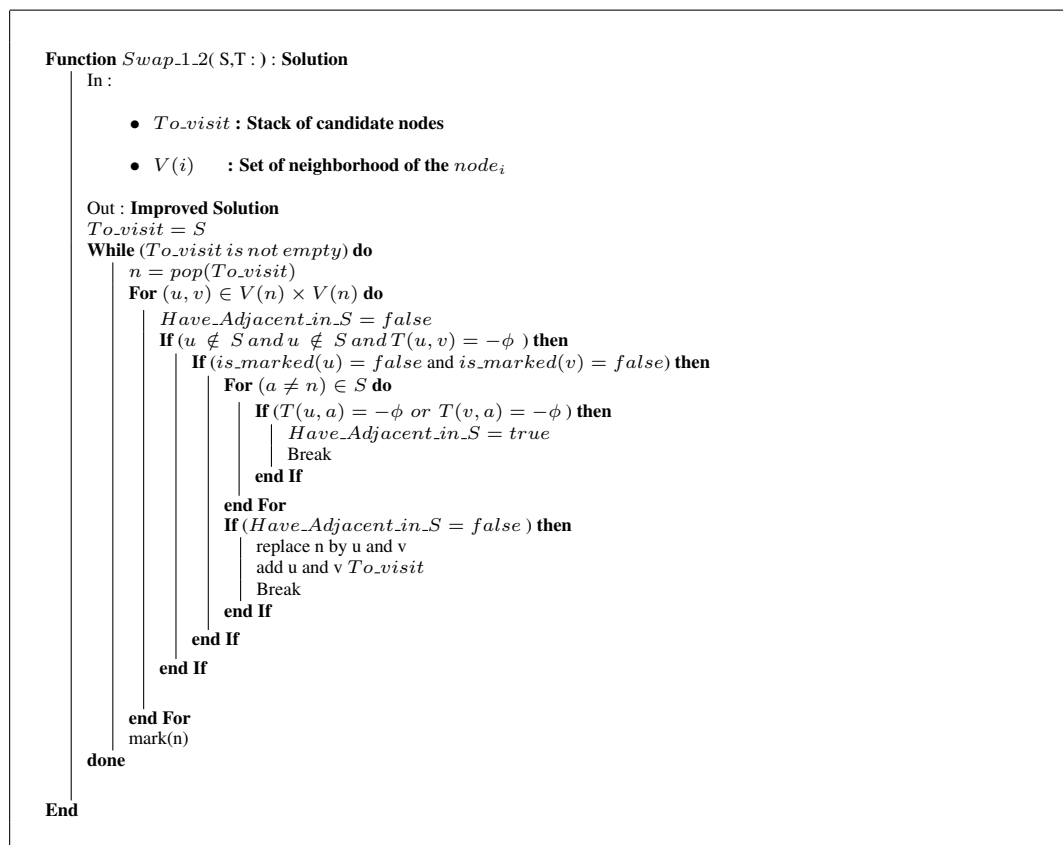 Function Swap_1_2( S,T : ) : Solution
In :
• To_visit : Stack of candidate nodes
• V(i) : Set of neighborhood of the node_i
Out : Improved Solution
To_visit = S
While (To_visit is not empty) do
n = pop(To_visit)
For (u, v) ∈ V(n) × V(n) do
Have_Adjacent_in_S = false
If (u ∉ S and u ∉ S and T(u, v) = −ϕ ) then
If (is_marked(u) = false and is_marked(v) = false) then
For (a ≠ n) ∈ S do
If (T(u, a) = −ϕ or T(v, a) = −ϕ ) then
Have_Adjacent_in_S = true
Break
end If
end For
If (Have_Adjacent_in_S = false ) then
replace n by u and v
add u and v To_visit
Break
end If
end If
end If
end For
mark(n)
done
End